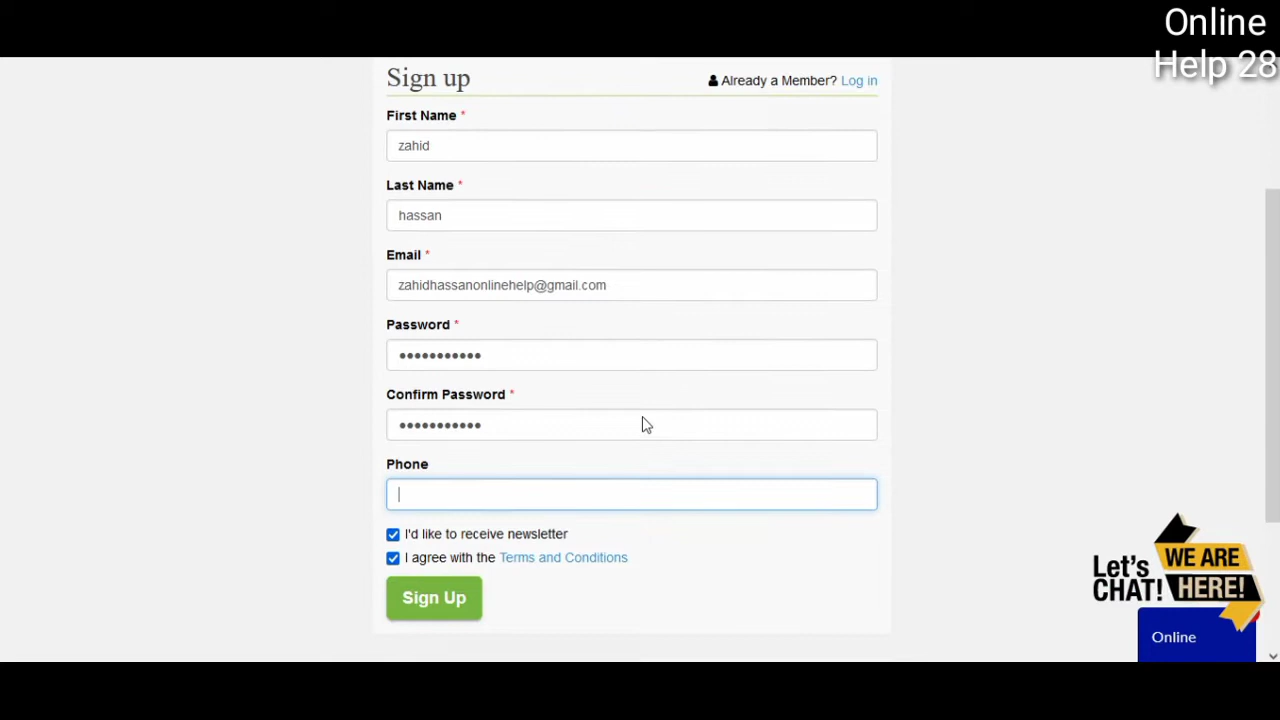 Online
Help 28
Sign up
Already a Member? Log in
First Name *
zahid
Last Name *
hassan
Email *
zahidhassanonlinehelp@gmail.com
Password *
•••••••••••
Confirm Password *
•••••••••••
Phone
I'd like to receive newsletter
I agree with the Terms and Conditions
Sign Up
Let's CHAT!
WE ARE HERE!
Online